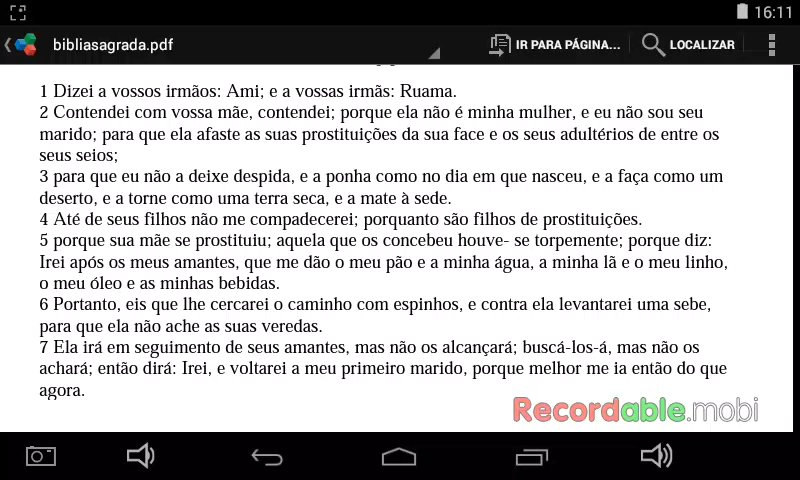 16:11
bibliasagrada.pdf
IR PARA PÁGINA...
LOCALIZAR
1 Dizei a vossos irmãos: Ami; e a vossas irmãs: Ruama.
2 Contendei com vossa mãe, contendei; porque ela não é minha mulher, e eu não sou seu
marido; para que ela afaste as suas prostituições da sua face e os seus adultérios de entre os
seus seios;
3 para que eu não a deixe despida, e a ponha como no dia em que nasceu, e a faça como um
deserto, e a torne como uma terra seca, e a mate à sede.
4 Até de seus filhos não me compadecerei; porquanto são filhos de prostituições.
5 porque sua mãe se prostituiu; aquela que os concebeu houve- se torpemente; porque diz:
Irei após os meus amantes, que me dão o meu pão e a minha água, a minha lã e o meu linho,
o meu óleo e as minhas bebidas.
6 Portanto, eis que lhe cercarei o caminho com espinhos, e contra ela levantarei uma sebe,
para que ela não ache as suas veredas.
7 Ela irá em seguimento de seus amantes, mas não os alcançará; buscá-los-á, mas não os
achará; então dirá: Irei, e voltarei a meu primeiro marido, porque melhor me ia então do que
agora.
Recordable.mobi